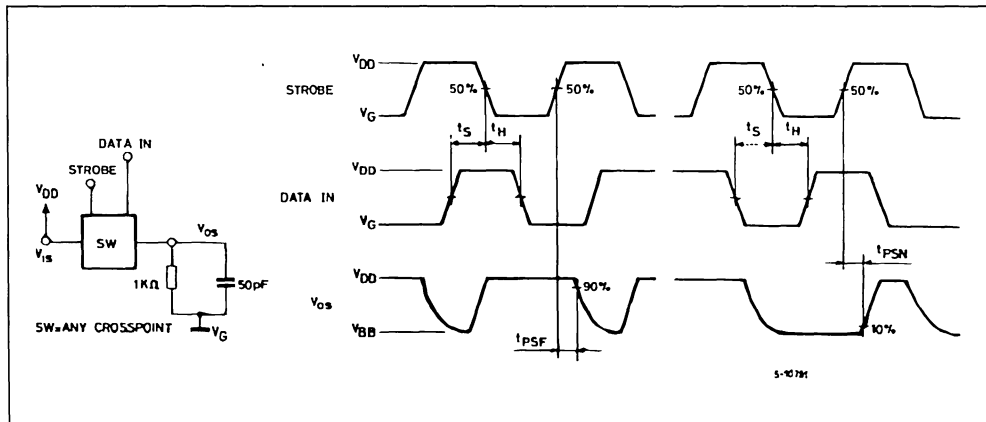 DATA IN
STROBE
VDD
SW
Vis
Vos
1KΩ
50pF
VG
SW=ANY CROSSPOINT
STROBE
VDD
VG
50%
50%
50%
50%
tS
tH
tS
tH
DATA IN
VDD
VG
Vos
VDD
VBB
90%
tPSF
tPSN
10%
S-10791